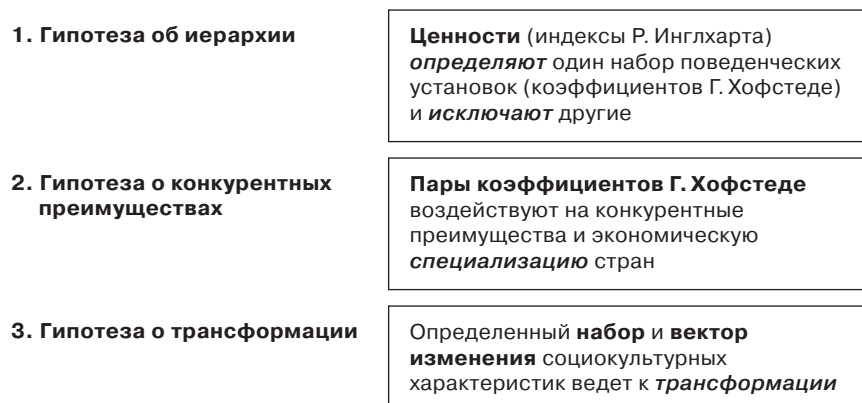 1. Гипотеза об иерархии
Ценности (индексы Р. Инглхарта)
определяют один набор поведенческих
установок (коэффициентов Г. Хофстеде)
и исключают другие
2. Гипотеза о конкурентных
преимуществах
Пары коэффициентов Г. Хофстеде
воздействуют на конкурентные
преимущества и экономическую
специализацию стран
3. Гипотеза о трансформации
Определенный набор и вектор
изменения социокультурных
характеристик ведет к трансформации